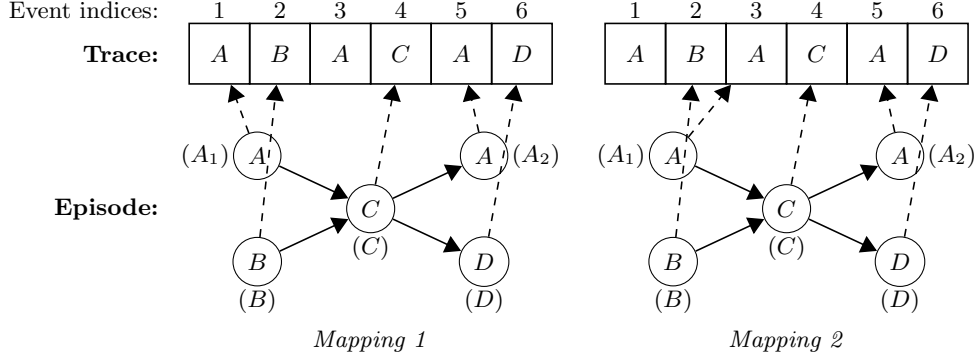 Event indices: 1 2 3 4 5 6 1 2 3 4 5 6
Trace: A B A C A D A B A C A D
(A₁) A A (A₂) (A₁) A A (A₂)
Episode: C C
(C) (C)
B D B D
(B) (D) (B) (D)
Mapping 1 Mapping 2